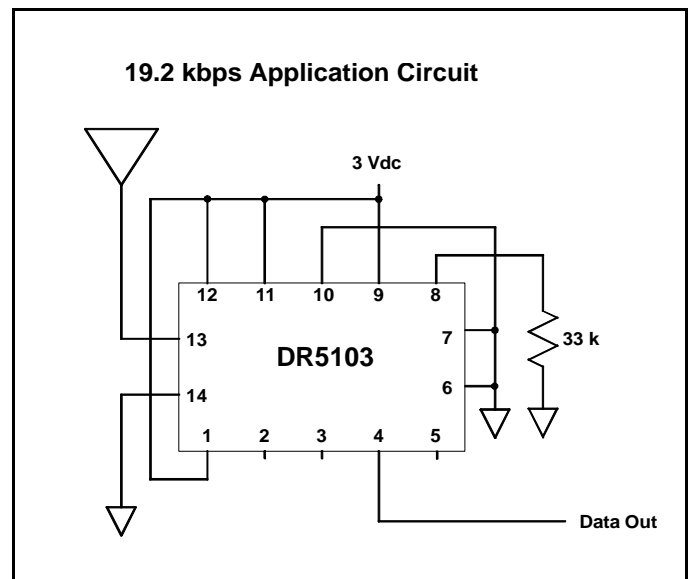 19.2 kbps Application Circuit
3 Vdc
12 11 10 9 8
13 7 33 k
DR5103
14 6
1 2 3 4 5
Data Out